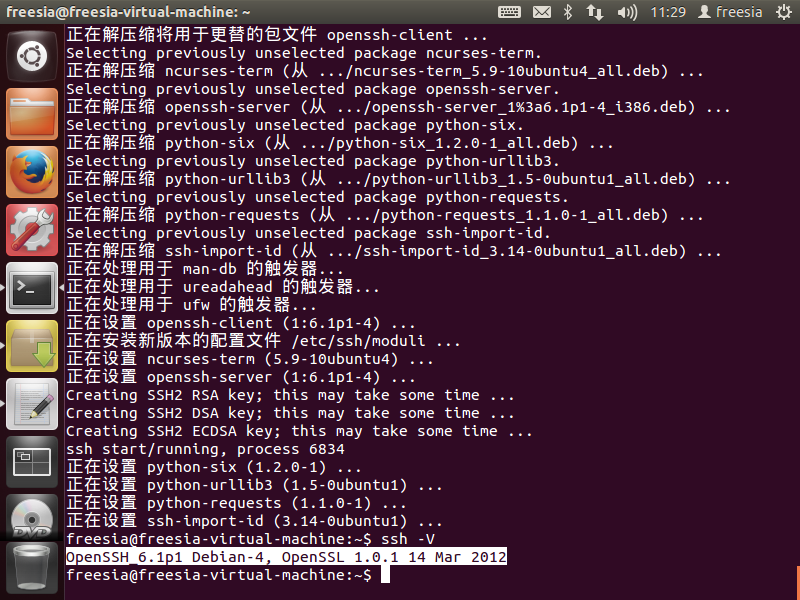 freesia@freesia-virtual-machine: ~
11:29
freesia
正在解压缩将用于更替的包文件 openssh-client ...
Selecting previously unselected package ncurses-term.
正在解压缩 ncurses-term (从 .../ncurses-term_5.9-10ubuntu4_all.deb) ...
Selecting previously unselected package openssh-server.
正在解压缩 openssh-server (从 .../openssh-server_1%3a6.1p1-4_i386.deb) ...
Selecting previously unselected package python-six.
正在解压缩 python-six (从 .../python-six_1.2.0-1_all.deb) ...
Selecting previously unselected package python-urllib3.
正在解压缩 python-urllib3 (从 .../python-urllib3_1.5-0ubuntu1_all.deb) ...
Selecting previously unselected package python-requests.
正在解压缩 python-requests (从 .../python-requests_1.1.0-1_all.deb) ...
Selecting previously unselected package ssh-import-id.
正在解压缩 ssh-import-id (从 .../ssh-import-id_3.14-0ubuntu1_all.deb) ...
正在处理用于 man-db 的触发器...
正在处理用于 ureadahead 的触发器...
正在处理用于 ufw 的触发器...
正在设置 openssh-client (1:6.1p1-4) ...
正在安装新版本的配置文件 /etc/ssh/moduli ...
正在设置 ncurses-term (5.9-10ubuntu4) ...
正在设置 openssh-server (1:6.1p1-4) ...
Creating SSH2 RSA key; this may take some time ...
Creating SSH2 DSA key; this may take some time ...
Creating SSH2 ECDSA key; this may take some time ...
ssh start/running, process 6834
正在设置 python-six (1.2.0-1) ...
正在设置 python-urllib3 (1.5-0ubuntu1) ...
正在设置 python-requests (1.1.0-1) ...
正在设置 ssh-import-id (3.14-0ubuntu1) ...
freesia@freesia-virtual-machine:~$ ssh -V
OpenSSH_6.1p1 Debian-4, OpenSSL 1.0.1 14 Mar 2012
freesia@freesia-virtual-machine:~$
DVD